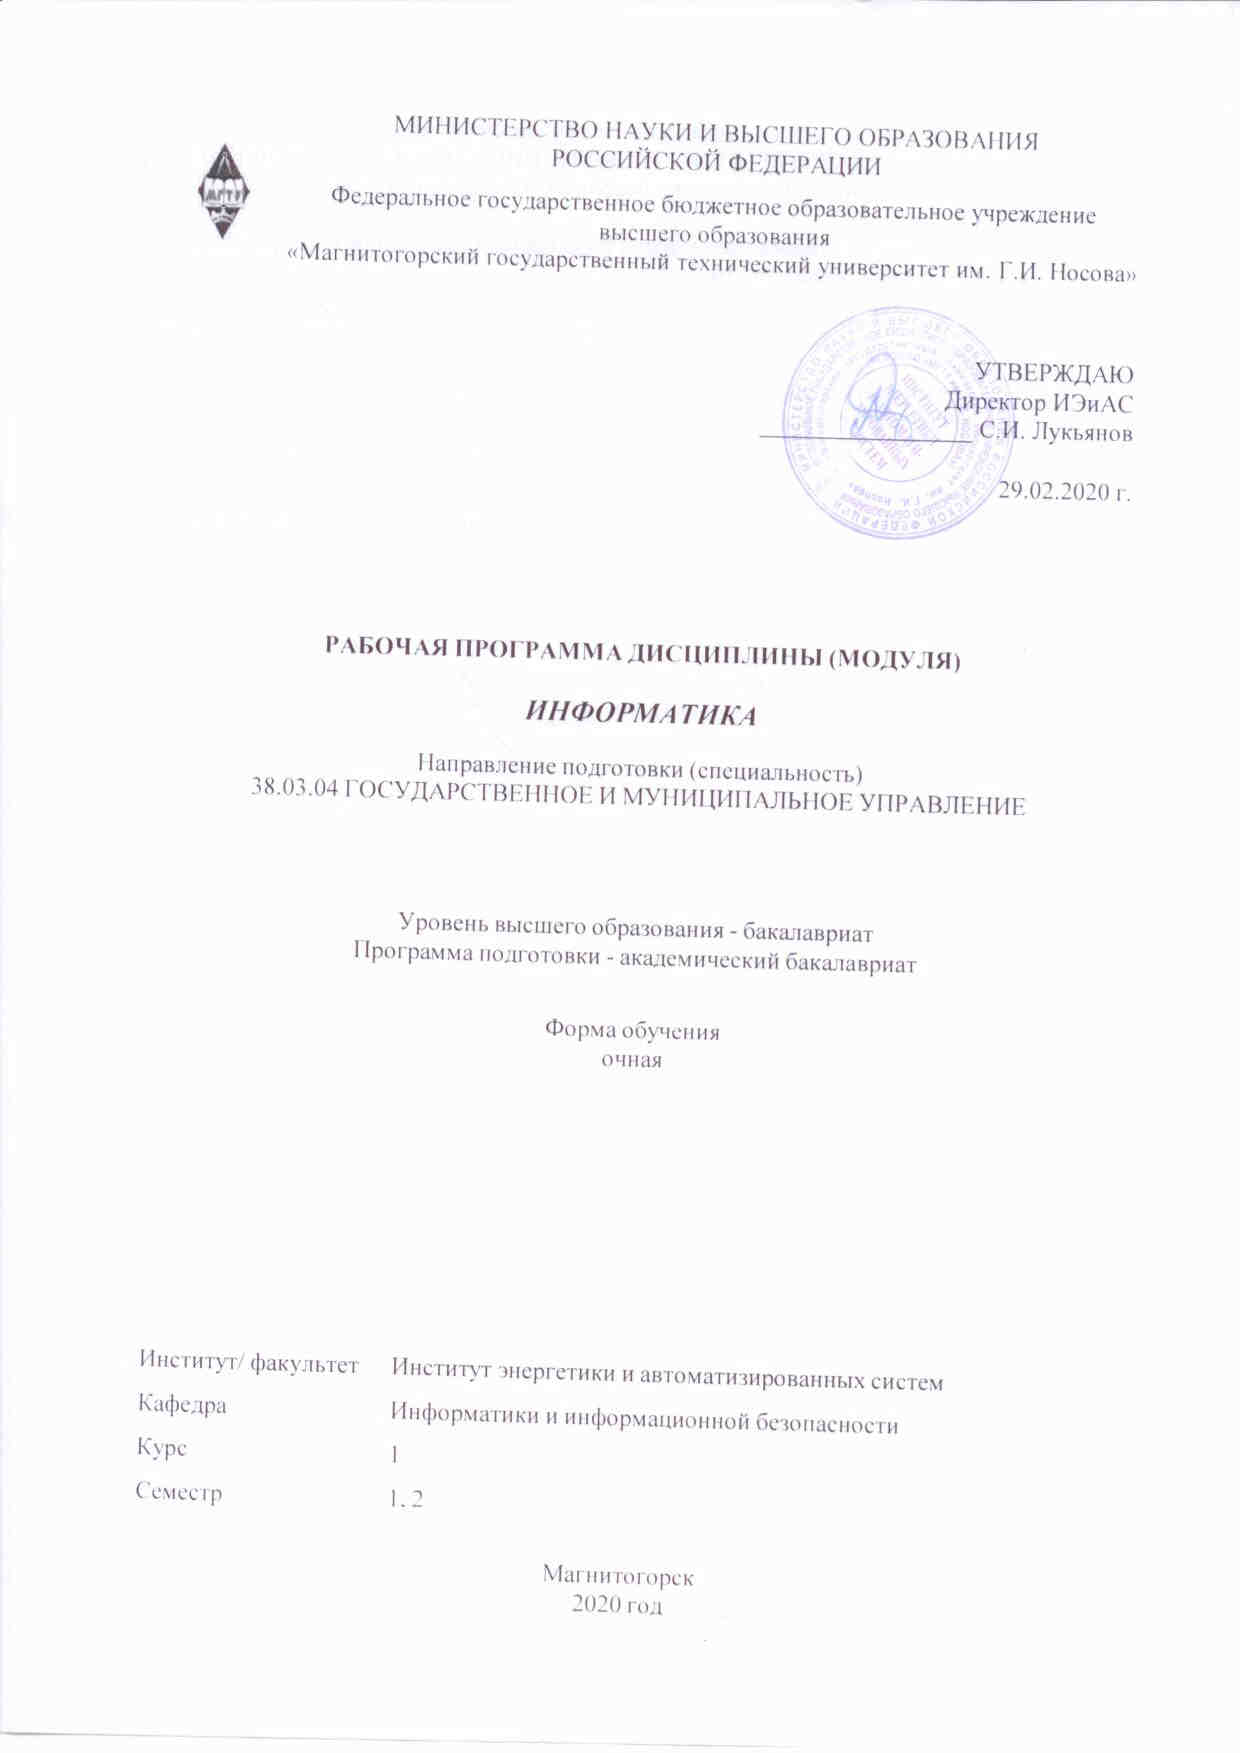 МИНИСТЕРСТВО НАУКИ И ВЫСШЕГО ОБРАЗОВАНИЯ
РОССИЙСКОЙ ФЕДЕРАЦИИ
МГТУ
Федеральное государственное бюджетное образовательное учреждение
высшего образования
«Магнитогорский государственный технический университет им. Г.И. Носова»
УТВЕРЖДАЮ
Директор ИЭиАС
С.И. Лукьянов
29.02.2020 г.
РАБОЧАЯ ПРОГРАММА ДИСЦИПЛИНЫ (МОДУЛЯ)
ИНФОРМАТИКА
Направление подготовки (специальность)
38.03.04 ГОСУДАРСТВЕННОЕ И МУНИЦИПАЛЬНОЕ УПРАВЛЕНИЕ
Уровень высшего образования - бакалавриат
Программа подготовки - академический бакалавриат
Форма обучения
очная
Институт/ факультет Институт энергетики и автоматизированных систем
Кафедра Информатики и информационной безопасности
Курс 1
Семестр 1, 2
Магнитогорск
2020 год